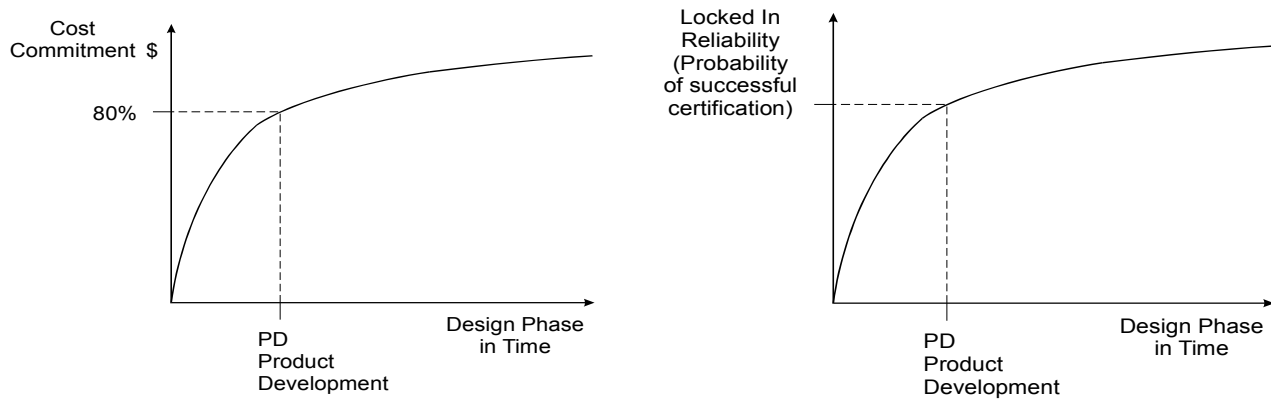 Cost
Commitment $
80%
PD
Product
Development
Design Phase
in Time
Locked In
Reliability
(Probability
of successful
certification)
PD
Product
Development
Design Phase
in Time